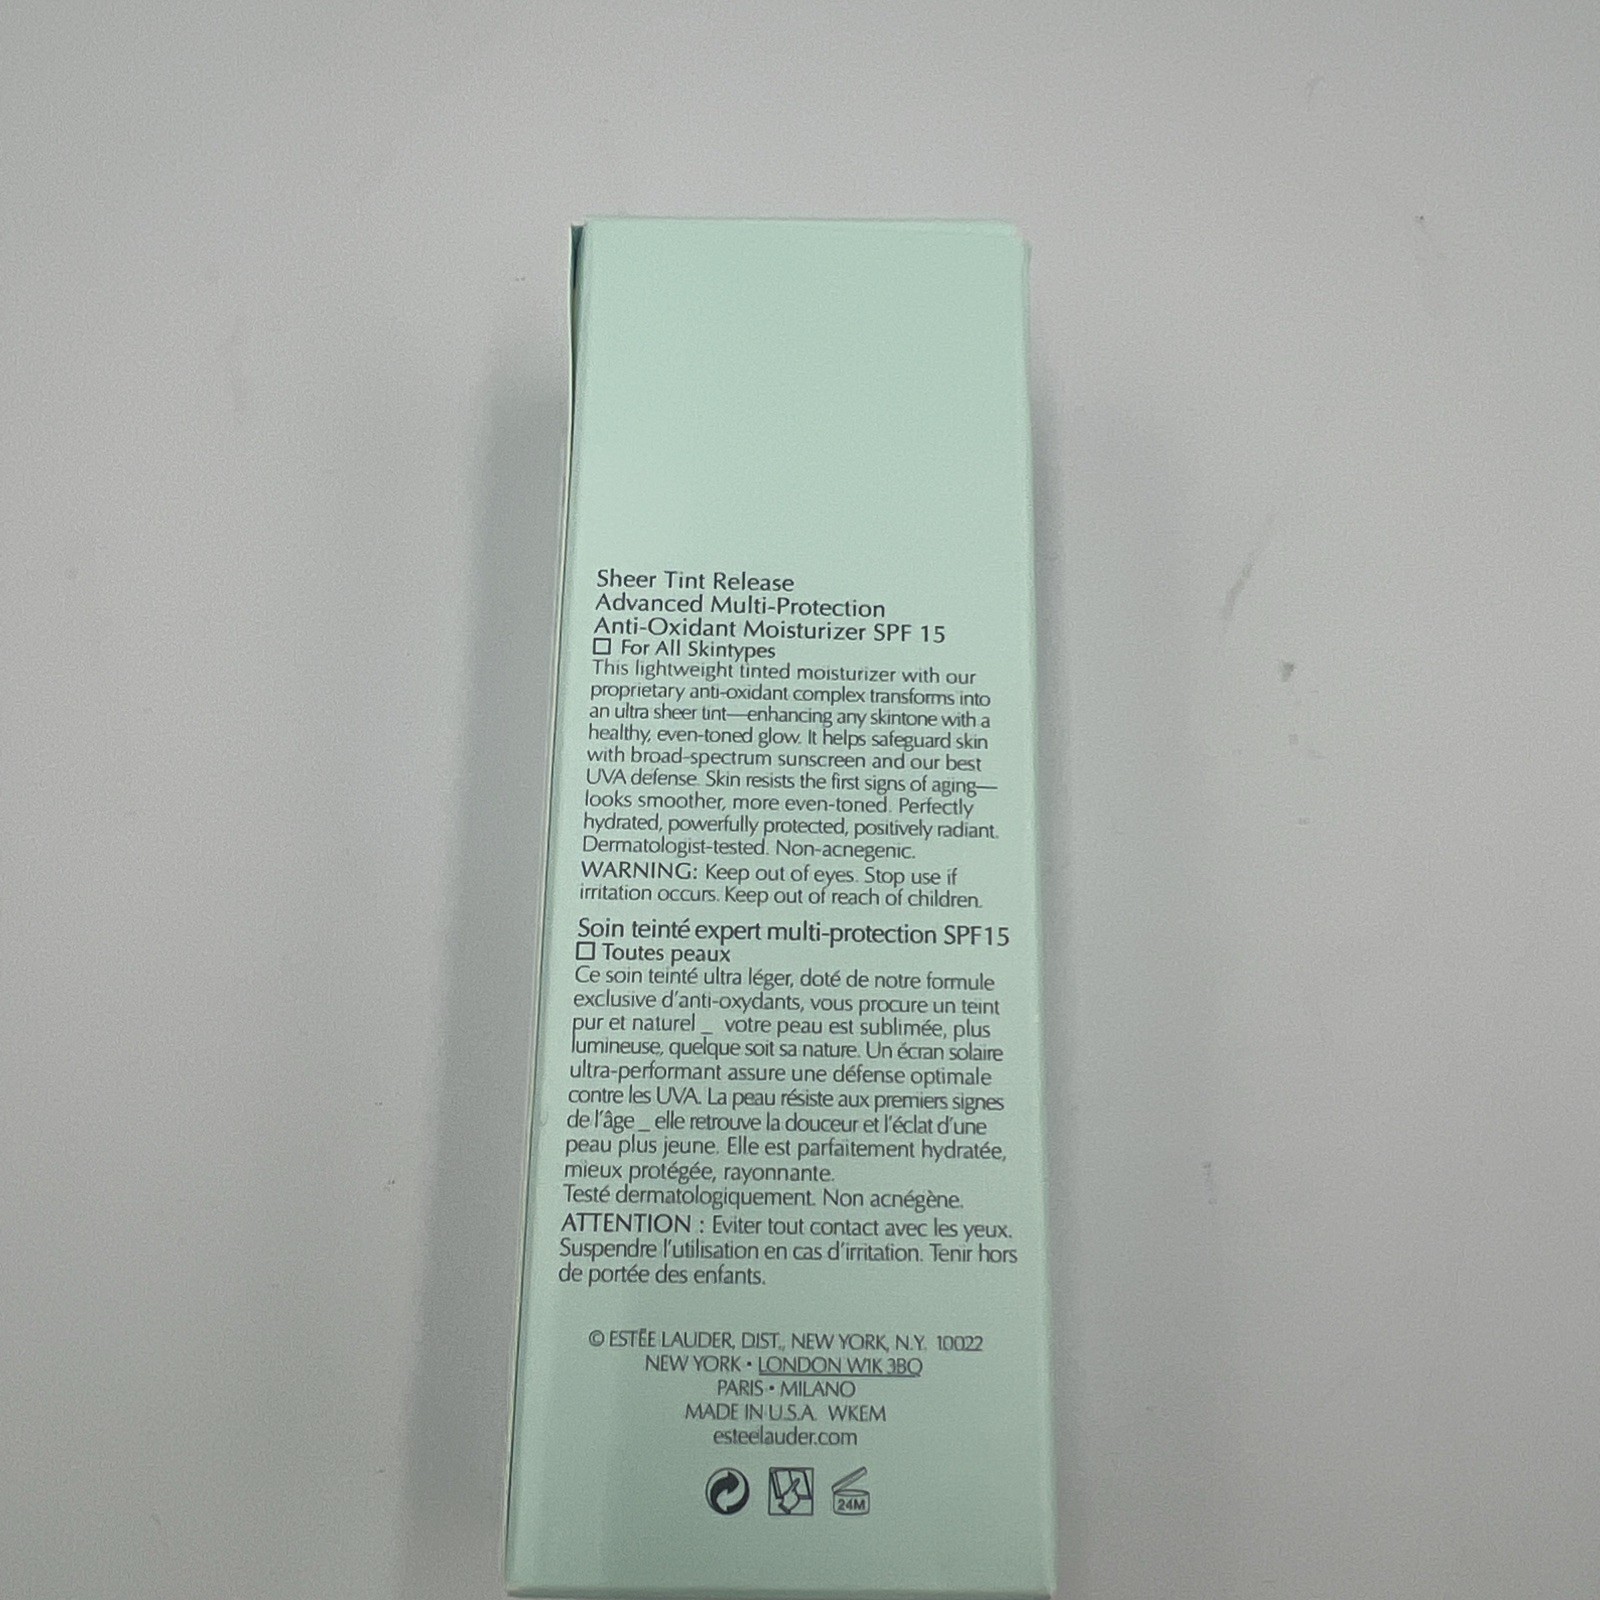 Sheer Tint Release
Advanced Multi-Protection
Anti-Oxidant Moisturizer SPF 15
☐ For All Skintypes
This lightweight tinted moisturizer with our
proprietary anti-oxidant complex transforms into
an ultra sheer tint—enhancing any skintone with a
healthy, even-toned glow. It helps safeguard skin
with broad-spectrum sunscreen and our best
UVA defense. Skin resists the first signs of aging—
looks smoother, more even-toned. Perfectly
hydrated, powerfully protected, positively radiant.
Dermatologist-tested. Non-acnegenic.
WARNING: Keep out of eyes. Stop use if
irritation occurs. Keep out of reach of children.
Soin teinté expert multi-protection SPF15
☐ Toutes peaux
Ce soin teinté ultra léger, doté de notre formule
exclusive d'anti-oxydants, vous procure un teint
pur et naturel _ votre peau est sublimée, plus
lumineuse, quelque soit sa nature. Un écran solaire
ultra-performant assure une défense optimale
contre les UVA. La peau résiste aux premiers signes
de l'âge _ elle retrouve la douceur et l'éclat d'une
peau plus jeune. Elle est parfaitement hydratée,
mieux protégée, rayonnante.
Testé dermatologiquement. Non acnégène.
ATTENTION : Eviter tout contact avec les yeux.
Suspendre l'utilisation en cas d'irritation. Tenir hors
de portée des enfants.
© ESTĒE LAUDER, DIST., NEW YORK, N.Y. 10022
NEW YORK • LONDON W1K 3BQ
PARIS • MILANO
MADE IN U.S.A. WKEM
esteelauder.com
24M